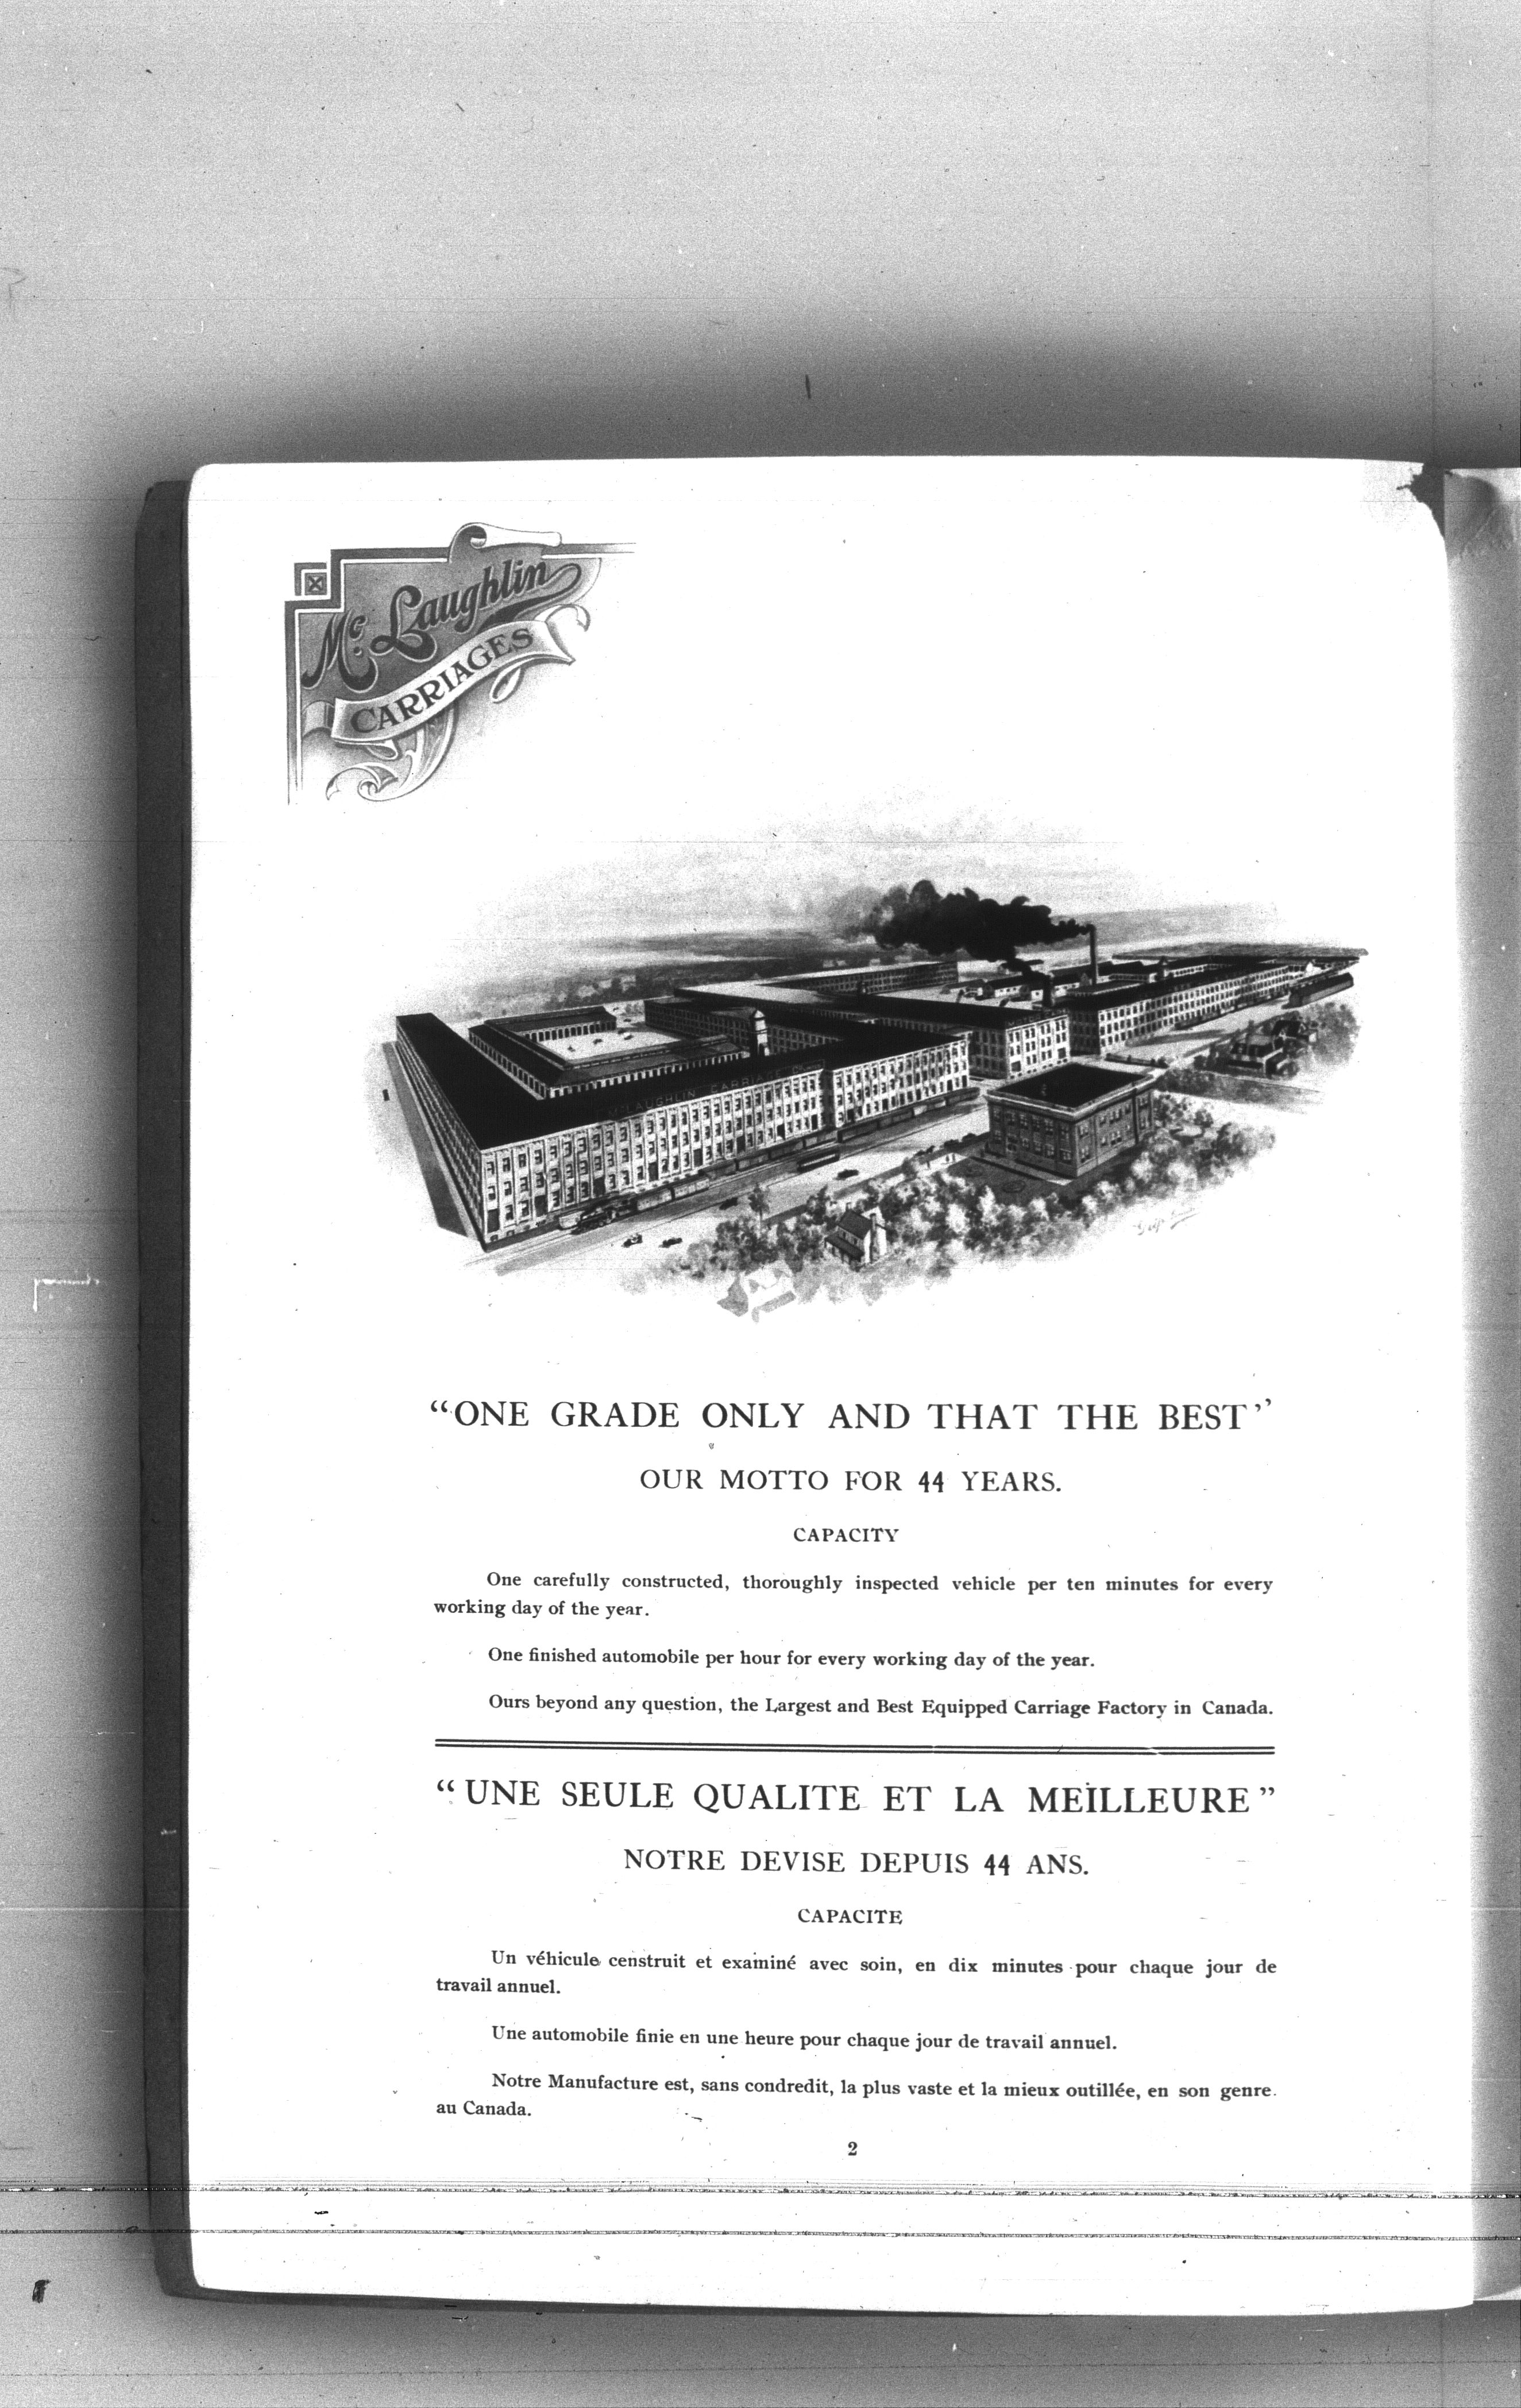 Mc. Laughlin
CARRIAGES
McLAUGHLIN CARRIAGE Co.
"ONE GRADE ONLY AND THAT THE BEST"
OUR MOTTO FOR 44 YEARS.
CAPACITY
One carefully constructed, thoroughly inspected vehicle per ten minutes for every
working day of the year.
One finished automobile per hour for every working day of the year.
Ours beyond any question, the Largest and Best Equipped Carriage Factory in Canada.
"UNE SEULE QUALITE ET LA MEILLEURE"
NOTRE DEVISE DEPUIS 44 ANS.
CAPACITE
Un véhicule censtruit et examiné avec soin, en dix minutes pour chaque jour de
travail annuel.
Une automobile finie en une heure pour chaque jour de travail annuel.
Notre Manufacture est, sans condredit, la plus vaste et la mieux outillée, en son genre
au Canada.
2